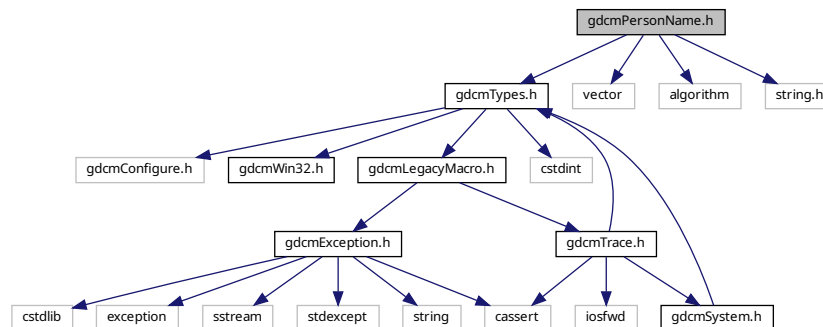 gdcmPersonName.h
gdcmTypes.h
vector
algorithm
string.h
gdcmConfigure.h
gdcmWin32.h
gdcmLegacyMacro.h
cstdint
gdcmException.h
gdcmTrace.h
cstdlib
exception
sstream
stdexcept
string
cassert
iosfwd
gdcmSystem.h